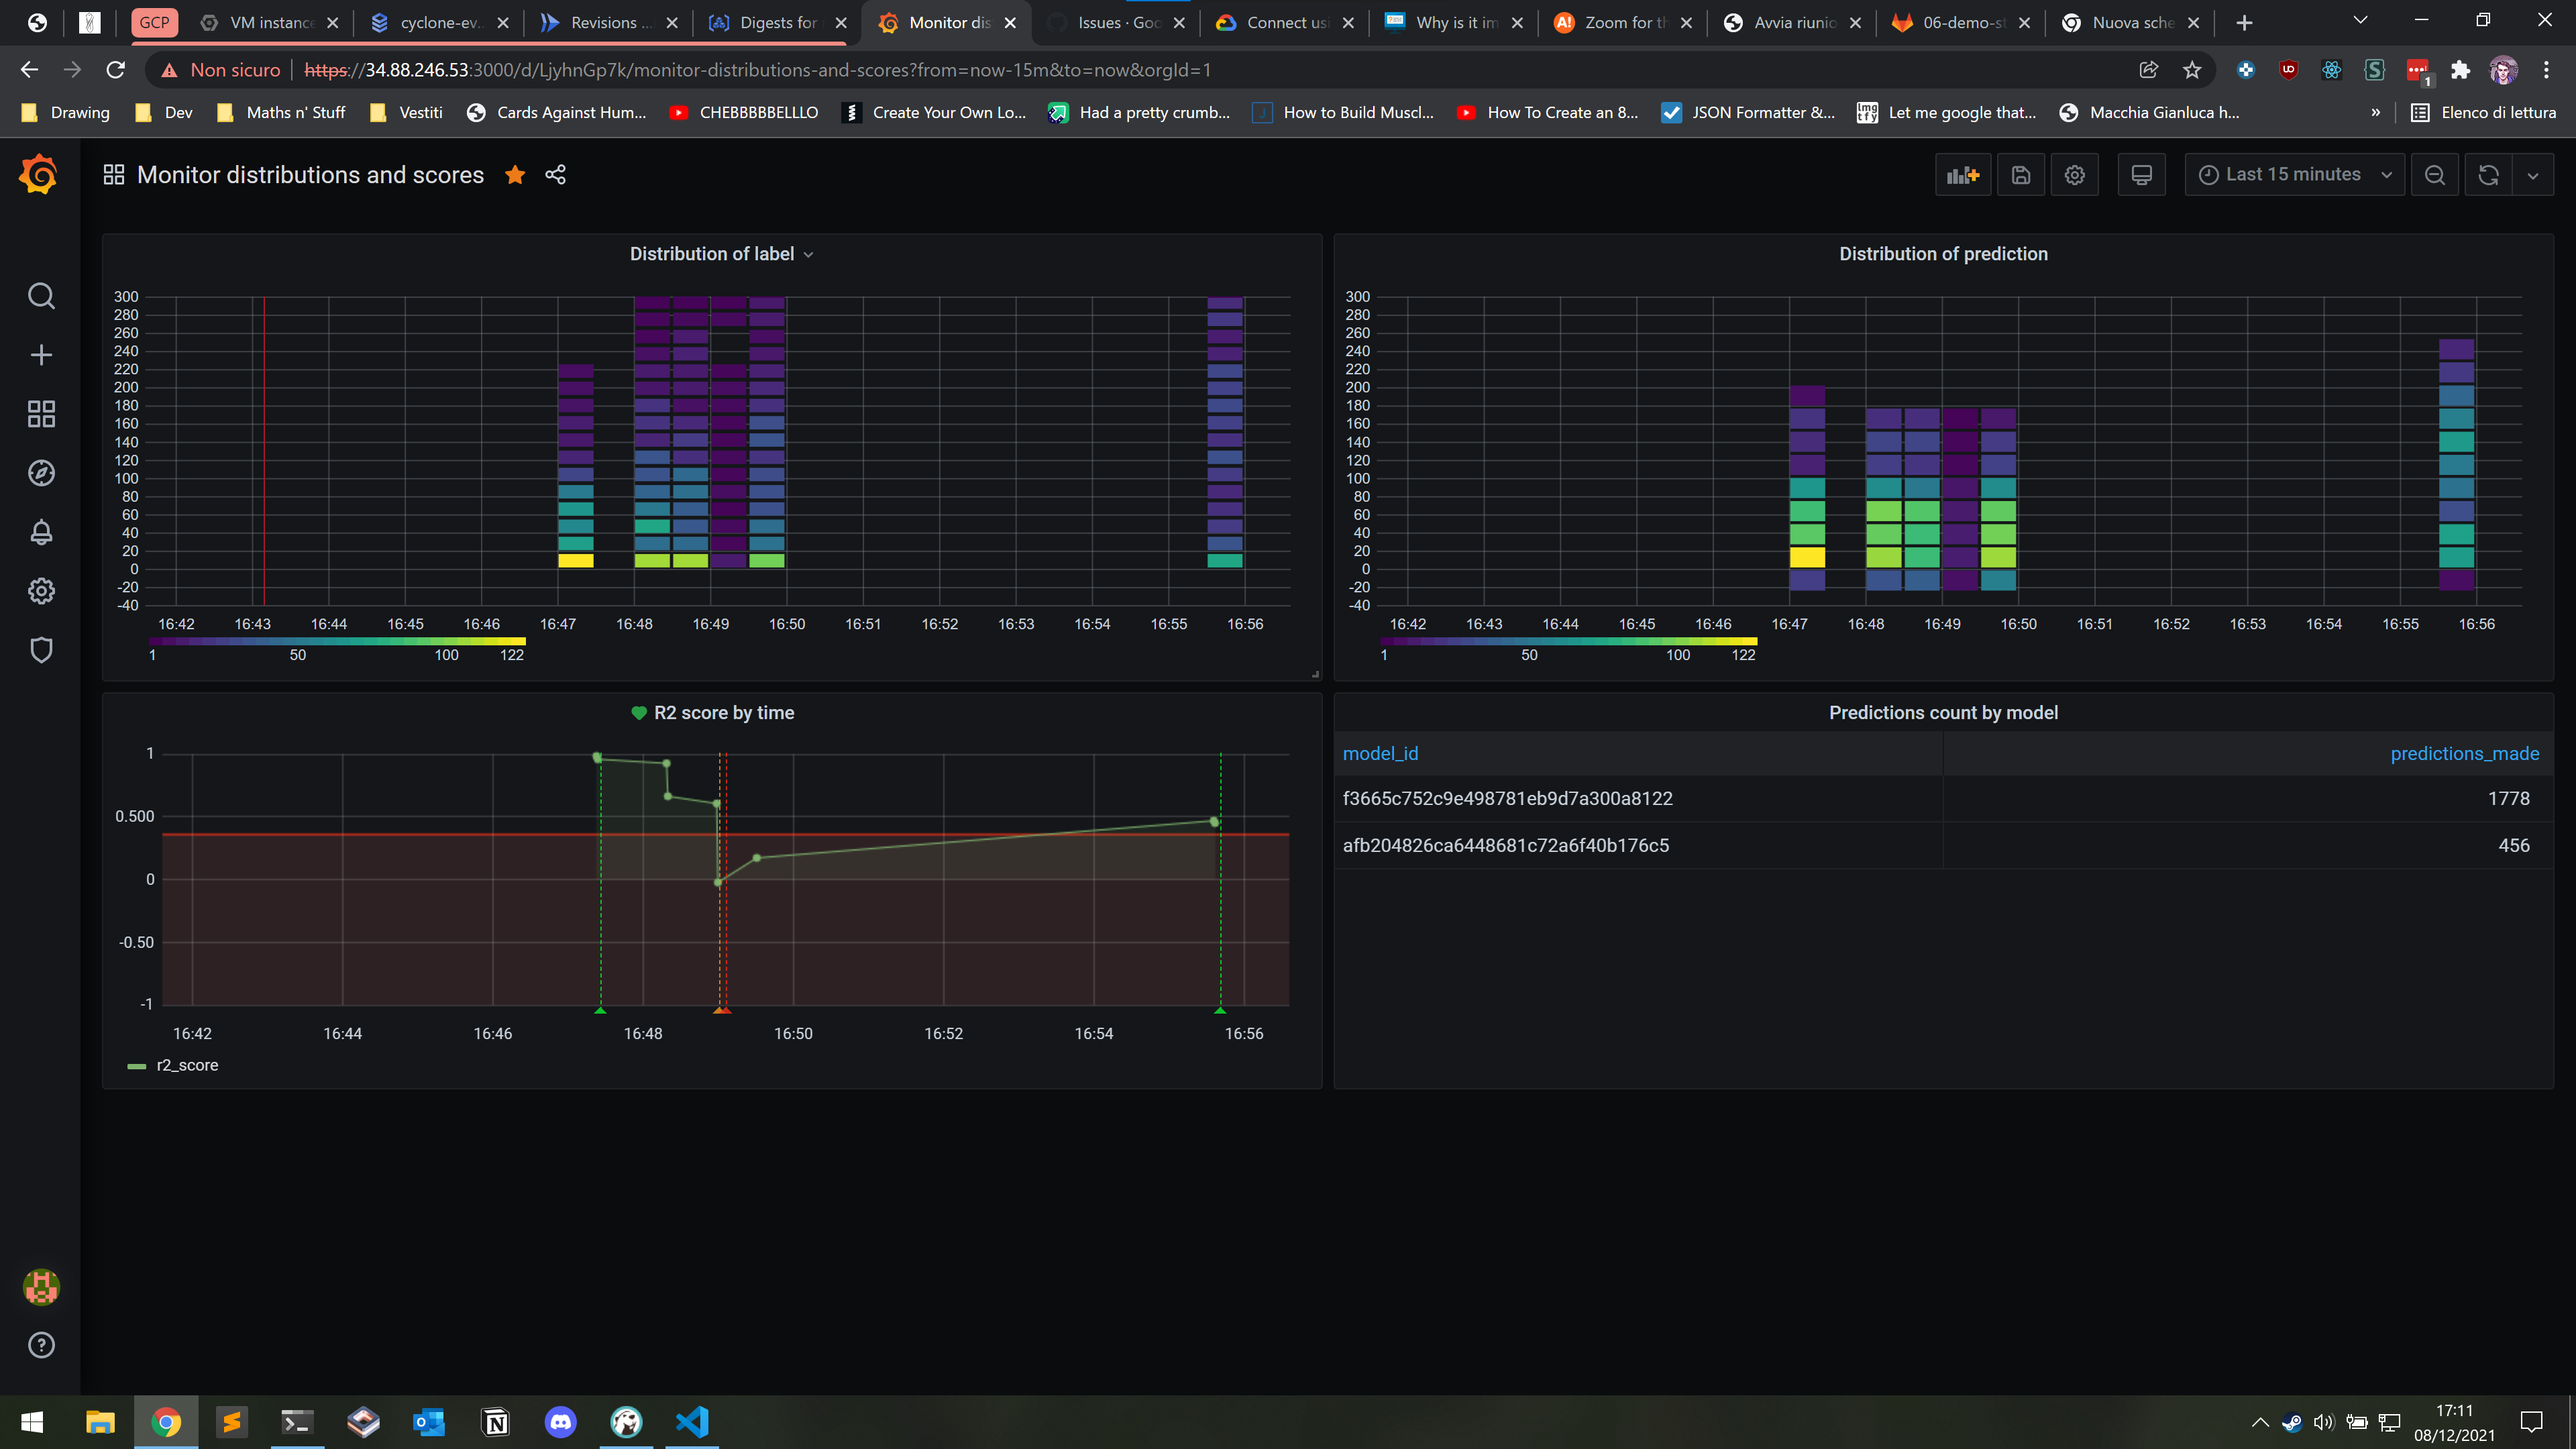 GCP VM instance cyclone-ev... Revisions ... Digests for Monitor dis Issues · Goo Connect usi Why is it im Zoom for th Avvia riunio 06-demo-st Nuova sche
Non sicuro https://34.88.246.53:3000/d/LjyhnGp7k/monitor-distributions-and-scores?from=now-15m&to=now&orgId=1
1
Drawing Dev Maths n' Stuff Vestiti Cards Against Hum... CHEBBBBBELLLO Create Your Own Lo... Had a pretty crumb... How to Build Muscl... How To Create an 8... JSON Formatter &... Let me google that... Macchia Gianluca h... » Elenco di lettura
Monitor distributions and scores Last 15 minutes
Distribution of label
300
280
260
240
220
200
180
160
140
120
100
80
60
40
20
0
-20
-40
16:42 16:43 16:44 16:45 16:46 16:47 16:48 16:49 16:50 16:51 16:52 16:53 16:54 16:55 16:56
1 50 100 122
Distribution of prediction
300
280
260
240
220
200
180
160
140
120
100
80
60
40
20
0
-20
-40
16:42 16:43 16:44 16:45 16:46 16:47 16:48 16:49 16:50 16:51 16:52 16:53 16:54 16:55 16:56
1 50 100 122
R2 score by time
1
0.500
0
-0.50
-1
16:42 16:44 16:46 16:48 16:50 16:52 16:54 16:56
r2_score
Predictions count by model
model_id predictions_made
f3665c752c9e498781eb9d7a300a8122 1778
afb204826ca6448681c72a6f40b176c5 456
17:11
08/12/2021